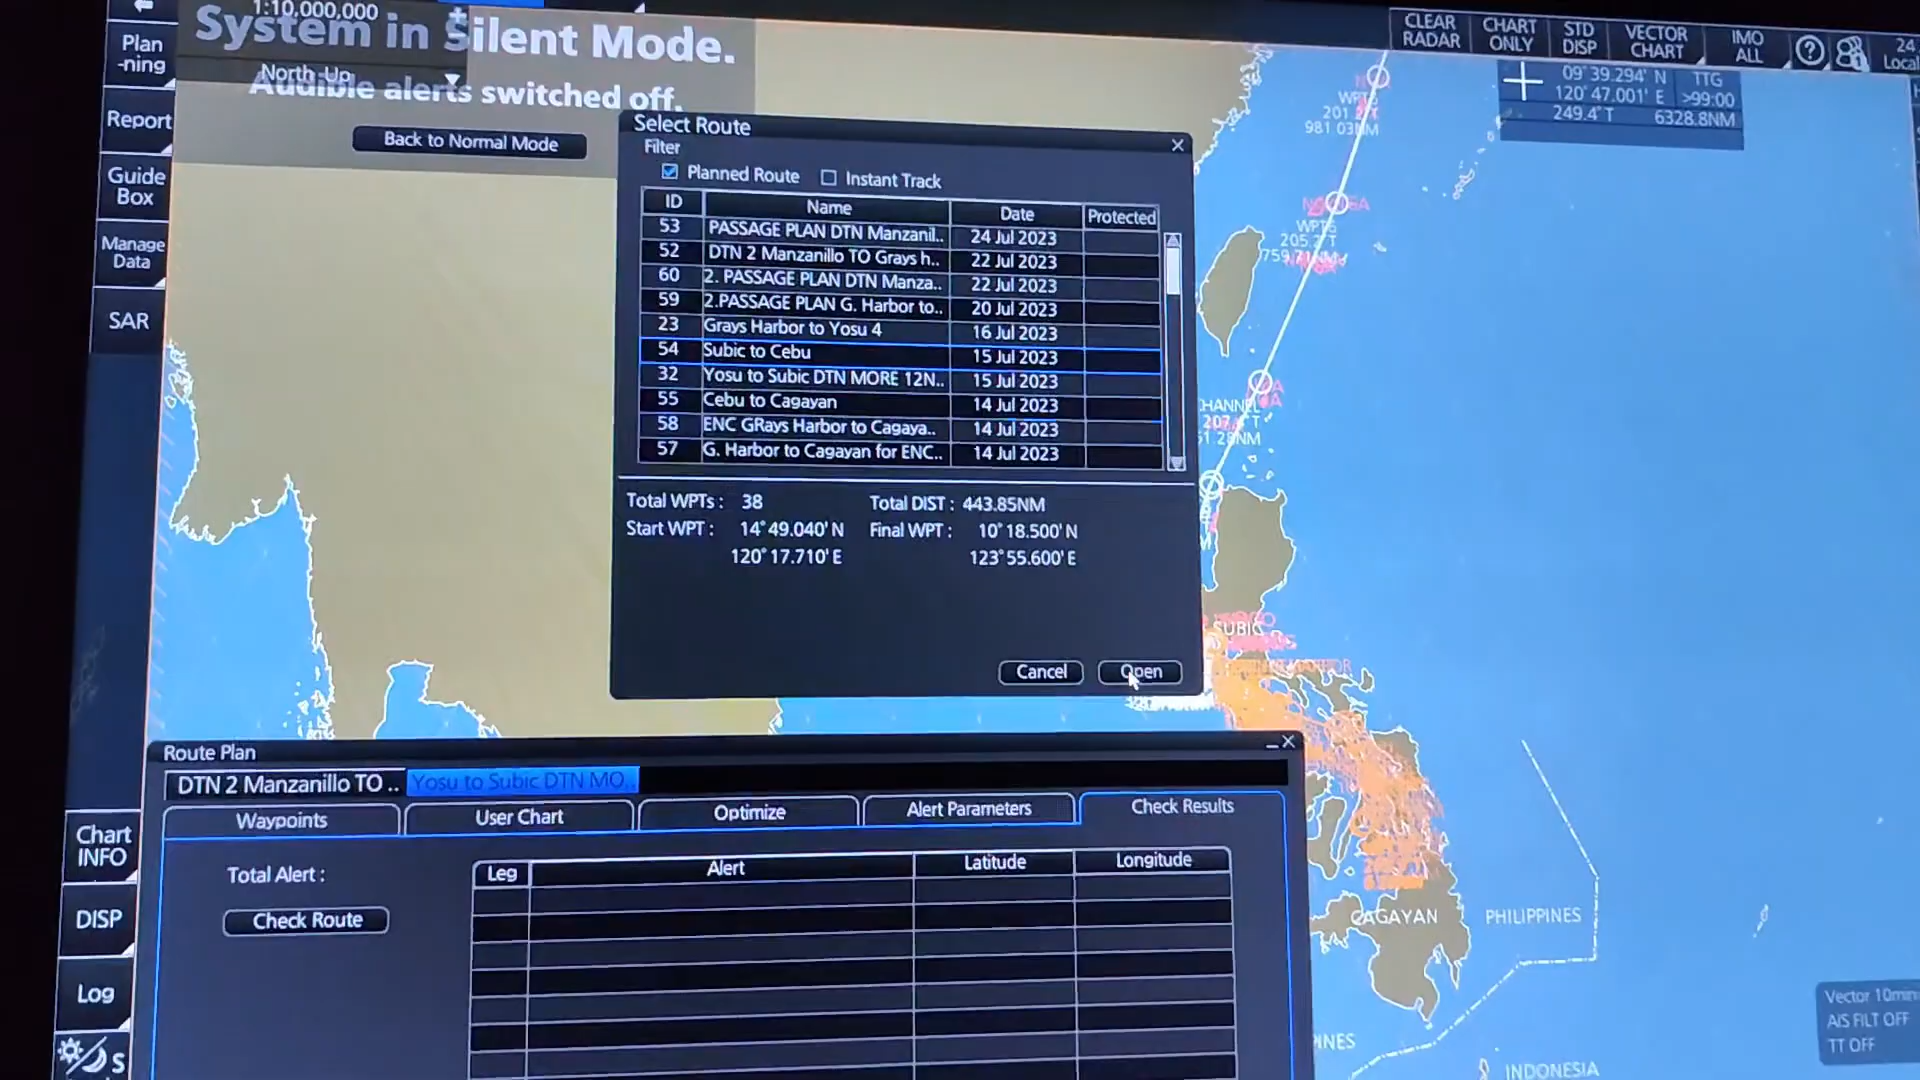 1:10,000,000
System in Silent Mode.
North-Up
Audible alerts switched off.
Back to Normal Mode
Plan
-ning
Report
Guide
Box
Manage
Data
SAR
Chart
INFO
DISP
Log
S
CLEAR
RADAR
CHART
ONLY
STD
DISP
VECTOR
CHART
IMO
ALL
?
24
Local
09°39.294' N
120°47.001' E
249.4°T
TTG
>99:00
6328.8NM
Select Route
Filter
Planned Route
Instant Track
ID Name Date Protected
53 PASSAGE PLAN DTN Manzanil.. 24 Jul 2023
52 DTN 2 Manzanillo TO Grays h.. 22 Jul 2023
60 2. PASSAGE PLAN DTN Manza.. 22 Jul 2023
59 2.PASSAGE PLAN G. Harbor to.. 20 Jul 2023
23 Grays Harbor to Yosu 4 16 Jul 2023
54 Subic to Cebu 15 Jul 2023
32 Yosu to Subic DTN MORE 12N.. 15 Jul 2023
55 Cebu to Cagayan 14 Jul 2023
58 ENC GRays Harbor to Cagaya.. 14 Jul 2023
57 G. Harbor to Cagayan for ENC.. 14 Jul 2023
Total WPTs : 38 Total DIST : 443.85NM
Start WPT : 14°49.040' N Final WPT : 10°18.500' N
120°17.710' E 123°55.600' E
Cancel Open
981.03NM
WPT6
205.2°T
CHANNEL
SUBIC
CAGAYAN
PHILIPPINES
PINES
INDONESIA
Route Plan
DTN 2 Manzanillo TO .. Yosu to Subic DTN MO..
Waypoints User Chart Optimize Alert Parameters Check Results
Total Alert :
Check Route
Leg Alert Latitude Longitude
Vector 10min
AIS FILT OFF
TT OFF